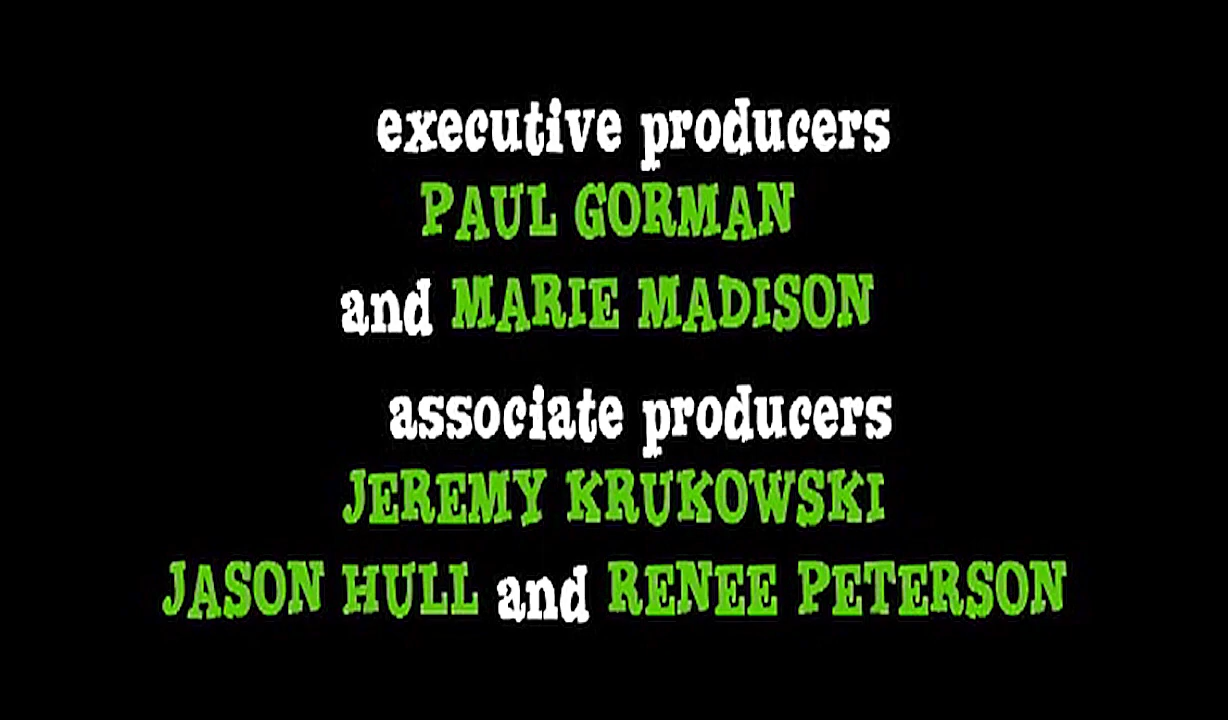 executive producers
PAUL GORMAN
and MARIE MADISON
associate producers
JEREMY KRUKOWSKI
JASON HULL and RENEE PETERSON